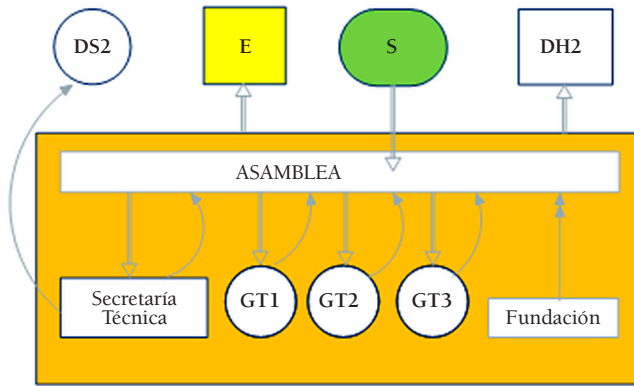 DS2
E
S
DH2
ASAMBLEA
Secretaría
Técnica
GT1
GT2
GT3
Fundación